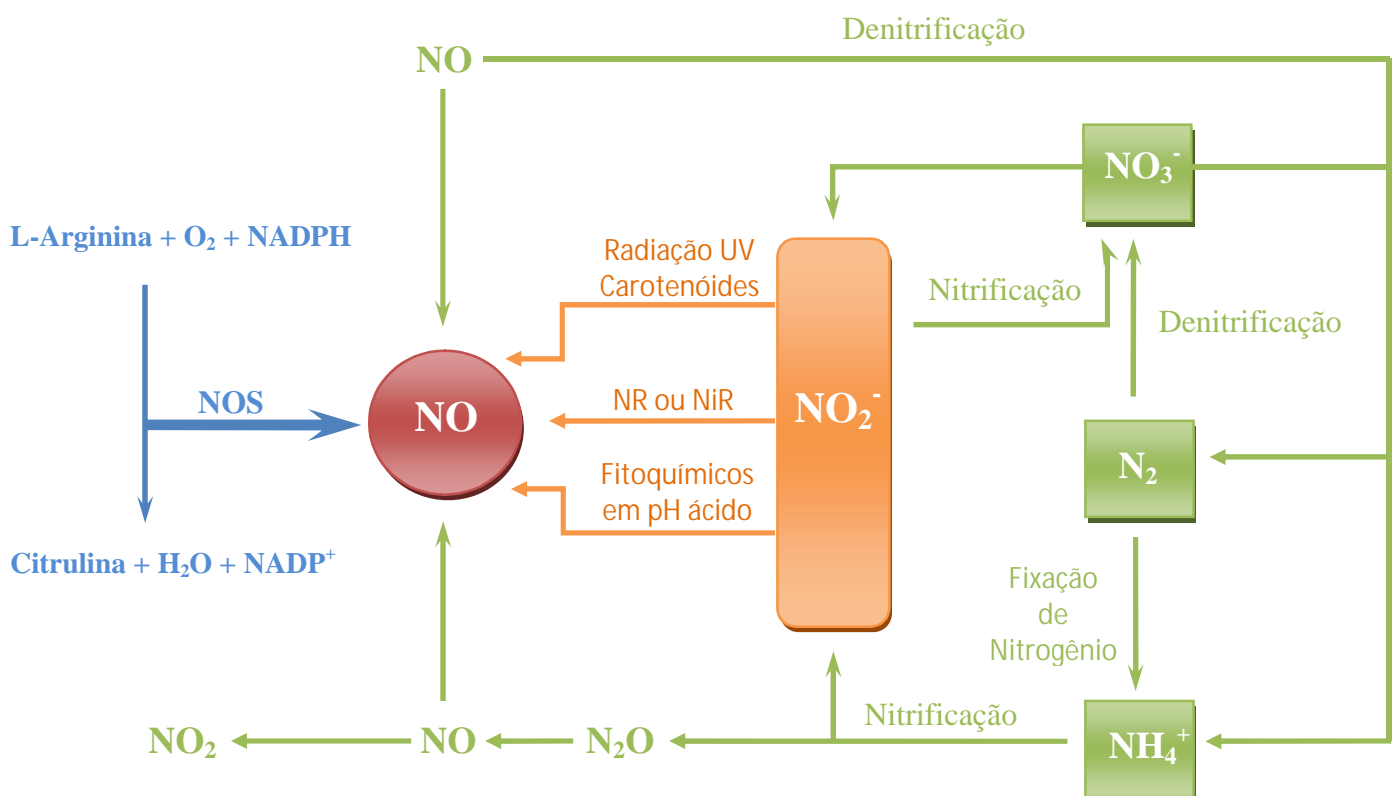 Denitrificação
NO
NO₃⁻
L-Arginina + O₂ + NADPH
Radiação UV
Carotenóides
Nitrificação
Denitrificação
NOS
NO
NR ou NiR
NO₂⁻
N₂
Fitoquímicos
em pH ácido
Citrulina + H₂O + NADP⁺
Fixação
de
Nitrogênio
Nitrificação
NO₂
NO
N₂O
NH₄⁺